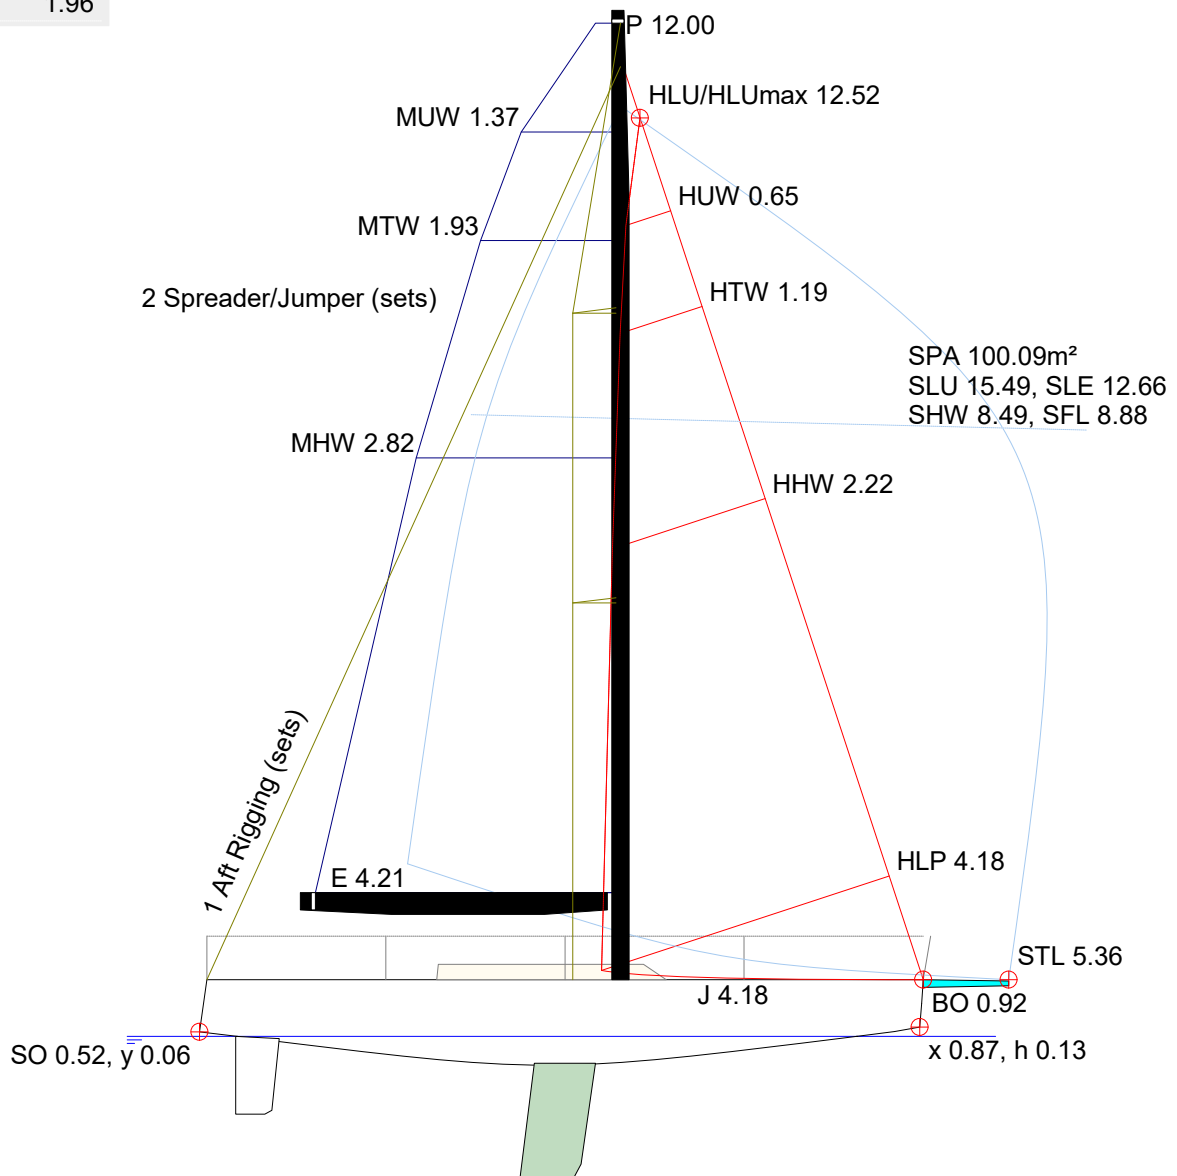 1.96
P 12.00
HLU/HLUmax 12.52
MUW 1.37
HUW 0.65
MTW 1.93
HTW 1.19
2 Spreader/Jumper (sets)
SPA 100.09m²
SLU 15.49, SLE 12.66
SHW 8.49, SFL 8.88
MHW 2.82
HHW 2.22
1 Aft Rigging (sets)
HLP 4.18
E 4.21
STL 5.36
J 4.18
BO 0.92
SO 0.52, y 0.06
x 0.87, h 0.13